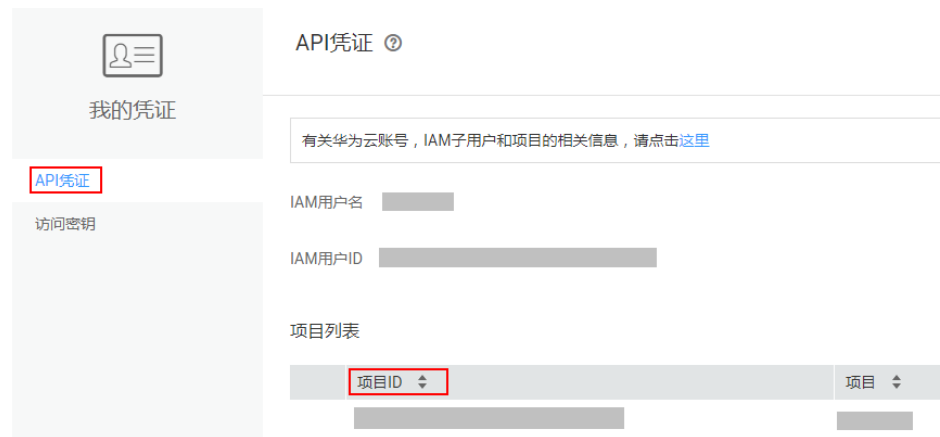 我的凭证
API凭证
访问密钥
API凭证 ?
有关华为云账号，IAM子用户和项目的相关信息，请点击这里
IAM用户名
IAM用户ID
项目列表
项目ID 项目